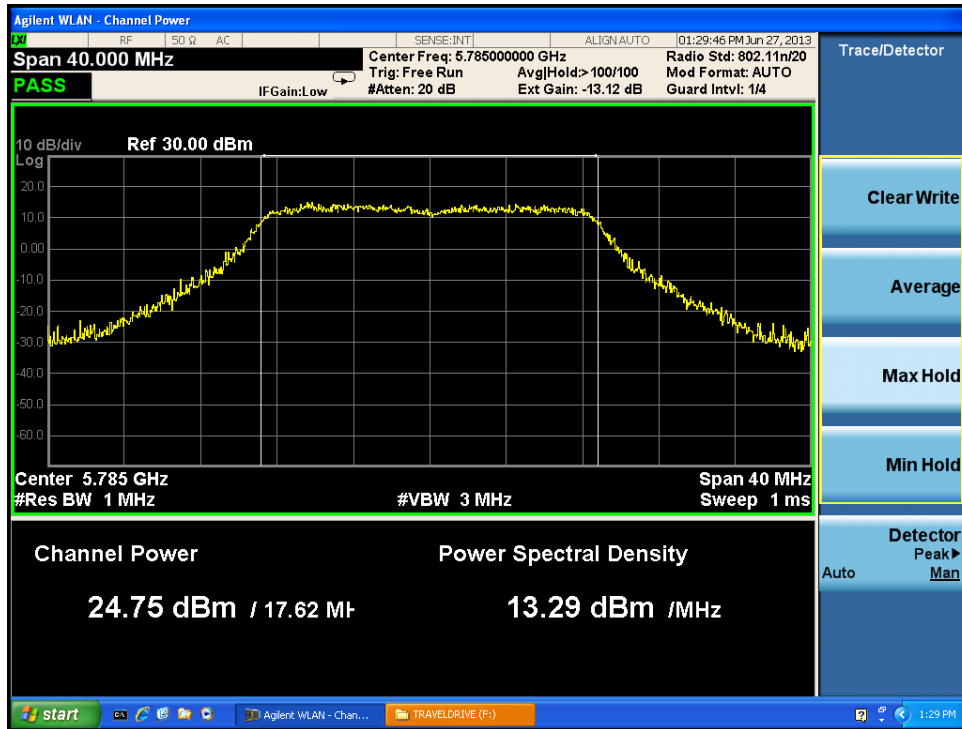 Agilent WLAN - Channel Power
LXI RF 50 Ω AC SENSE:INT ALIGN AUTO 01:29:46 PM Jun 27, 2013
Span 40.000 MHz
PASS
IFGain:Low
Center Freq: 5.785000000 GHz
Trig: Free Run Avg|Hold:>100/100
#Atten: 20 dB Ext Gain: -13.12 dB
Radio Std: 802.11n/20
Mod Format: AUTO
Guard Intvl: 1/4
10 dB/div Ref 30.00 dBm
Log
20.0
10.0
0.00
-10.0
-20.0
-30.0
-40.0
-50.0
-60.0
Center 5.785 GHz Span 40 MHz
#Res BW 1 MHz #VBW 3 MHz Sweep 1 ms
Channel Power Power Spectral Density
24.75 dBm / 17.62 MH 13.29 dBm /MHz
Trace/Detector
Clear Write
Average
Max Hold
Min Hold
Detector
Peak▶
Auto Man
start Agilent WLAN - Chan... TRAVELDRIVE (F:) 1:29 PM